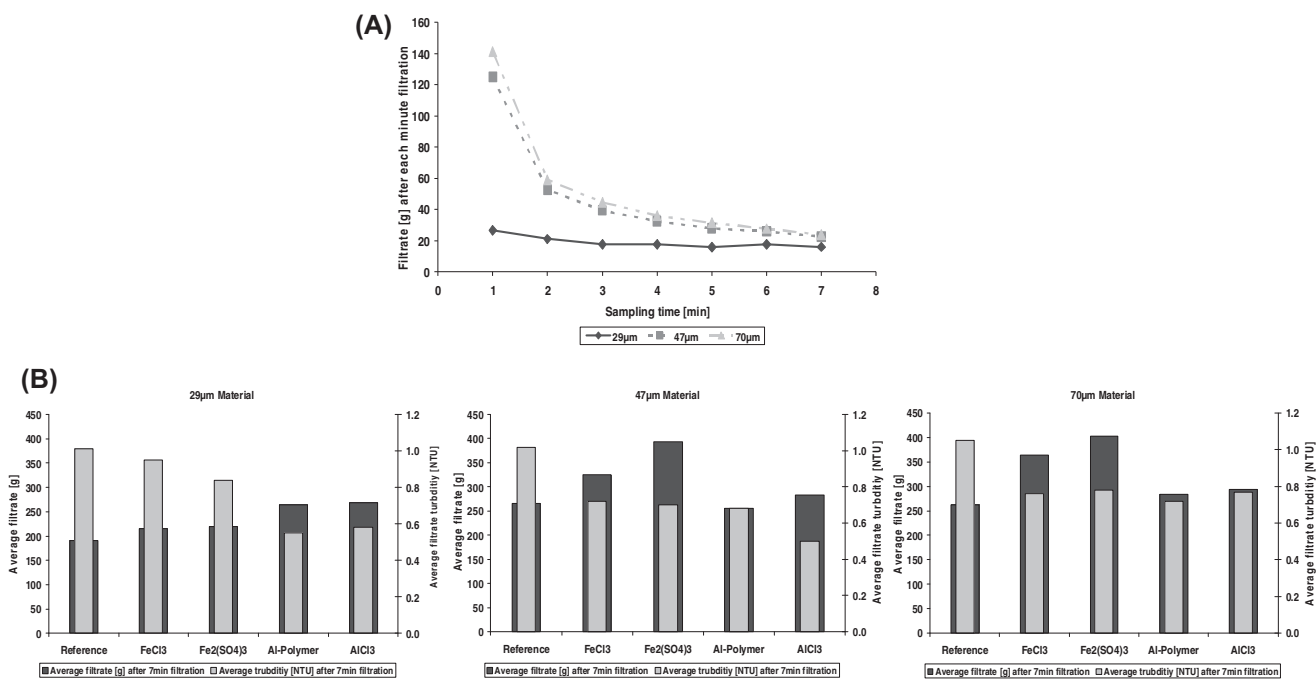 (A)
160
140
120
100
80
60
40
20
0
Filtrate [g] after each minute filtration
0 1 2 3 4 5 6 7 8
Sampling time [min]
29µm 47µm 70µm
(B)
29µm Material
450
400
350
300
250
200
150
100
50
0
Average filtrate [g]
1.2
1.0
0.8
0.6
0.4
0.2
0.0
Average filtrate turbditiy [NTU]
Reference FeCl3 Fe2(SO4)3 Al-Polymer AlCl3
Average filtrate [g] after 7min filtration Average trubditiy [NTU] after 7min filtration
47µm Material
450
400
350
300
250
200
150
100
50
0
Average filtrate [g]
1.2
1.0
0.8
0.6
0.4
0.2
0.0
Average filtrate turbditiy [NTU]
Reference FeCl3 Fe2(SO4)3 Al-Polymer AlCl3
Average filtrate [g] after 7min filtration Average trubditiy [NTU] after 7min filtration
70µm Material
450
400
350
300
250
200
150
100
50
0
Average filtrate [g]
1.2
1.0
0.8
0.6
0.4
0.2
0.0
Average filtrate turbditiy [NTU]
Reference FeCl3 Fe2(SO4)3 Al-Polymer AlCl3
Average filtrate [g] after 7min filtration Average trubditiy [NTU] after 7min filtration